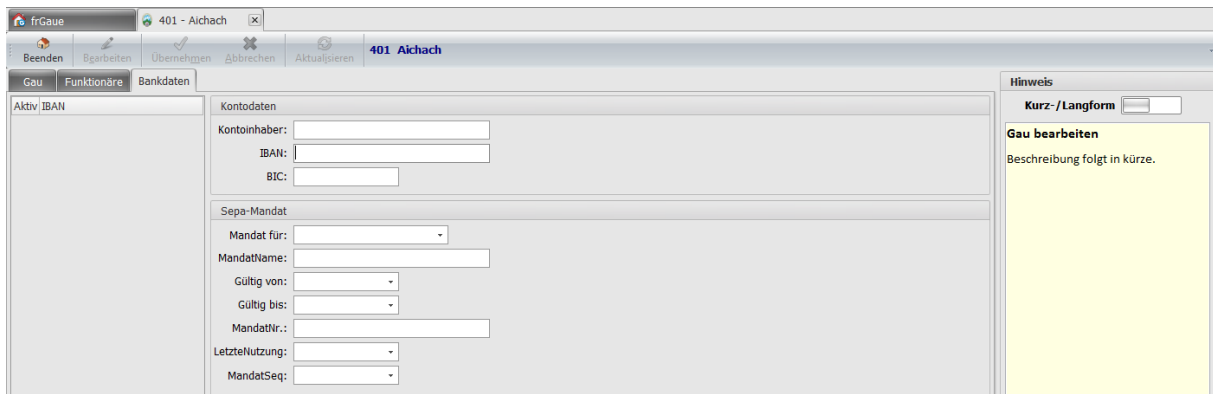 frGaue
401 - Aichach
Beenden
Bearbeiten
Übernehmen
Abbrechen
Aktualisieren
401 Aichach
Gau
Funktionäre
Bankdaten
Aktiv IBAN
Kontodaten
Kontoinhaber:
IBAN:
BIC:
Sepa-Mandat
Mandat für:
MandatName:
Gültig von:
Gültig bis:
MandatNr.:
LetzteNutzung:
MandatSeq:
Hinweis
Kurz-/Langform
Gau bearbeiten
Beschreibung folgt in kürze.